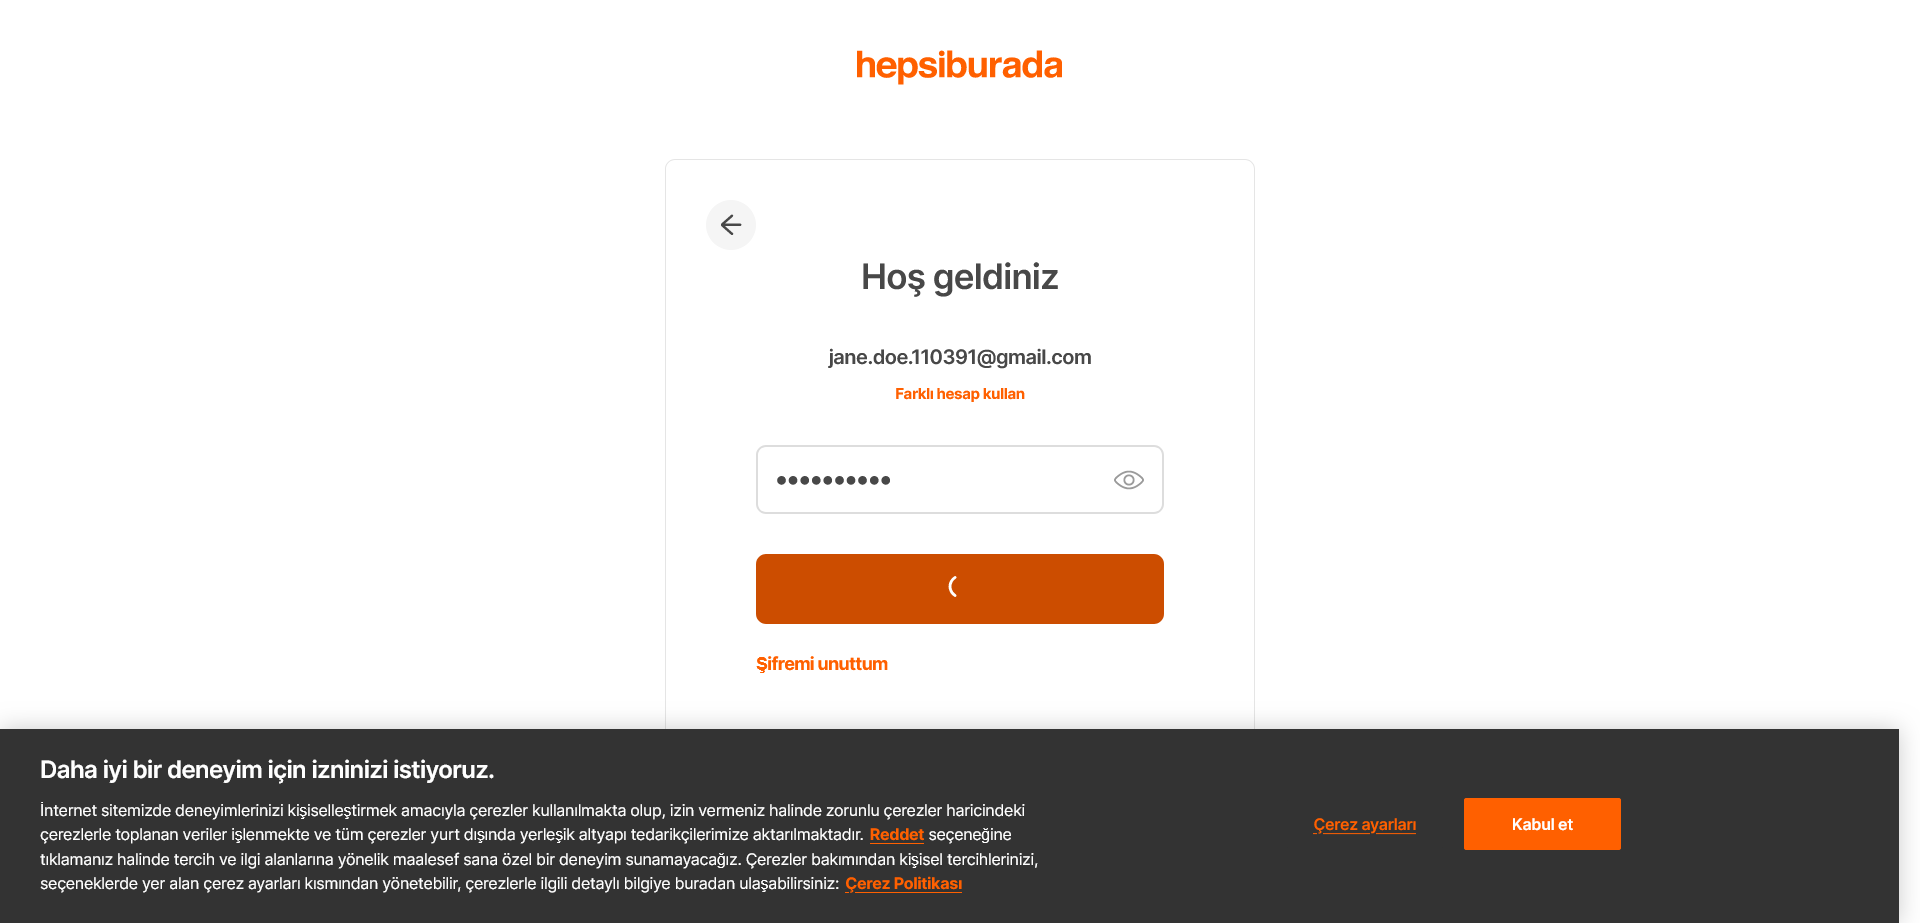 hepsiburada
Hoş geldiniz
jane.doe.110391@gmail.com
Farklı hesap kullan
••••••••••
Şifremi unuttum
Daha iyi bir deneyim için izninizi istiyoruz.
İnternet sitemizde deneyimlerinizi kişiselleştirmek amacıyla çerezler kullanılmakta olup, izin vermeniz halinde zorunlu çerezler haricindeki
çerezlerle toplanan veriler işlenmekte ve tüm çerezler yurt dışında yerleşik altyapı tedarikçilerimize aktarılmaktadır. Reddet seçeneğine
tıklamanız halinde tercih ve ilgi alanlarına yönelik maalesef sana özel bir deneyim sunamayacağız. Çerezler bakımından kişisel tercihlerinizi,
seçeneklerde yer alan çerez ayarları kısmından yönetebilir, çerezlerle ilgili detaylı bilgiye buradan ulaşabilirsiniz: Çerez Politikası
Çerez ayarları
Kabul et